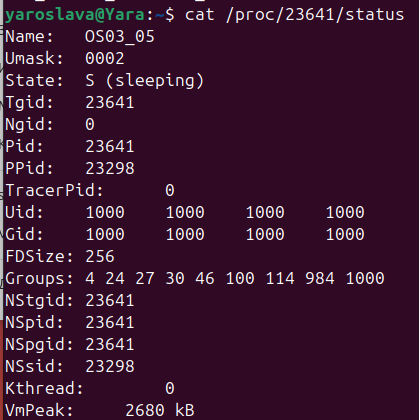 yaroslava@Yara:~$ cat /proc/23641/status
Name:	OS03_05
Umask:	0002
State:	S (sleeping)
Tgid:	23641
Ngid:	0
Pid:	23641
PPid:	23298
TracerPid:	0
Uid:	1000	1000	1000	1000
Gid:	1000	1000	1000	1000
FDSize:	256
Groups:	4 24 27 30 46 100 114 984 1000
NStgid:	23641
NSpid:	23641
NSpgid:	23641
NSsid:	23298
Kthread:	0
VmPeak:	2680 kB